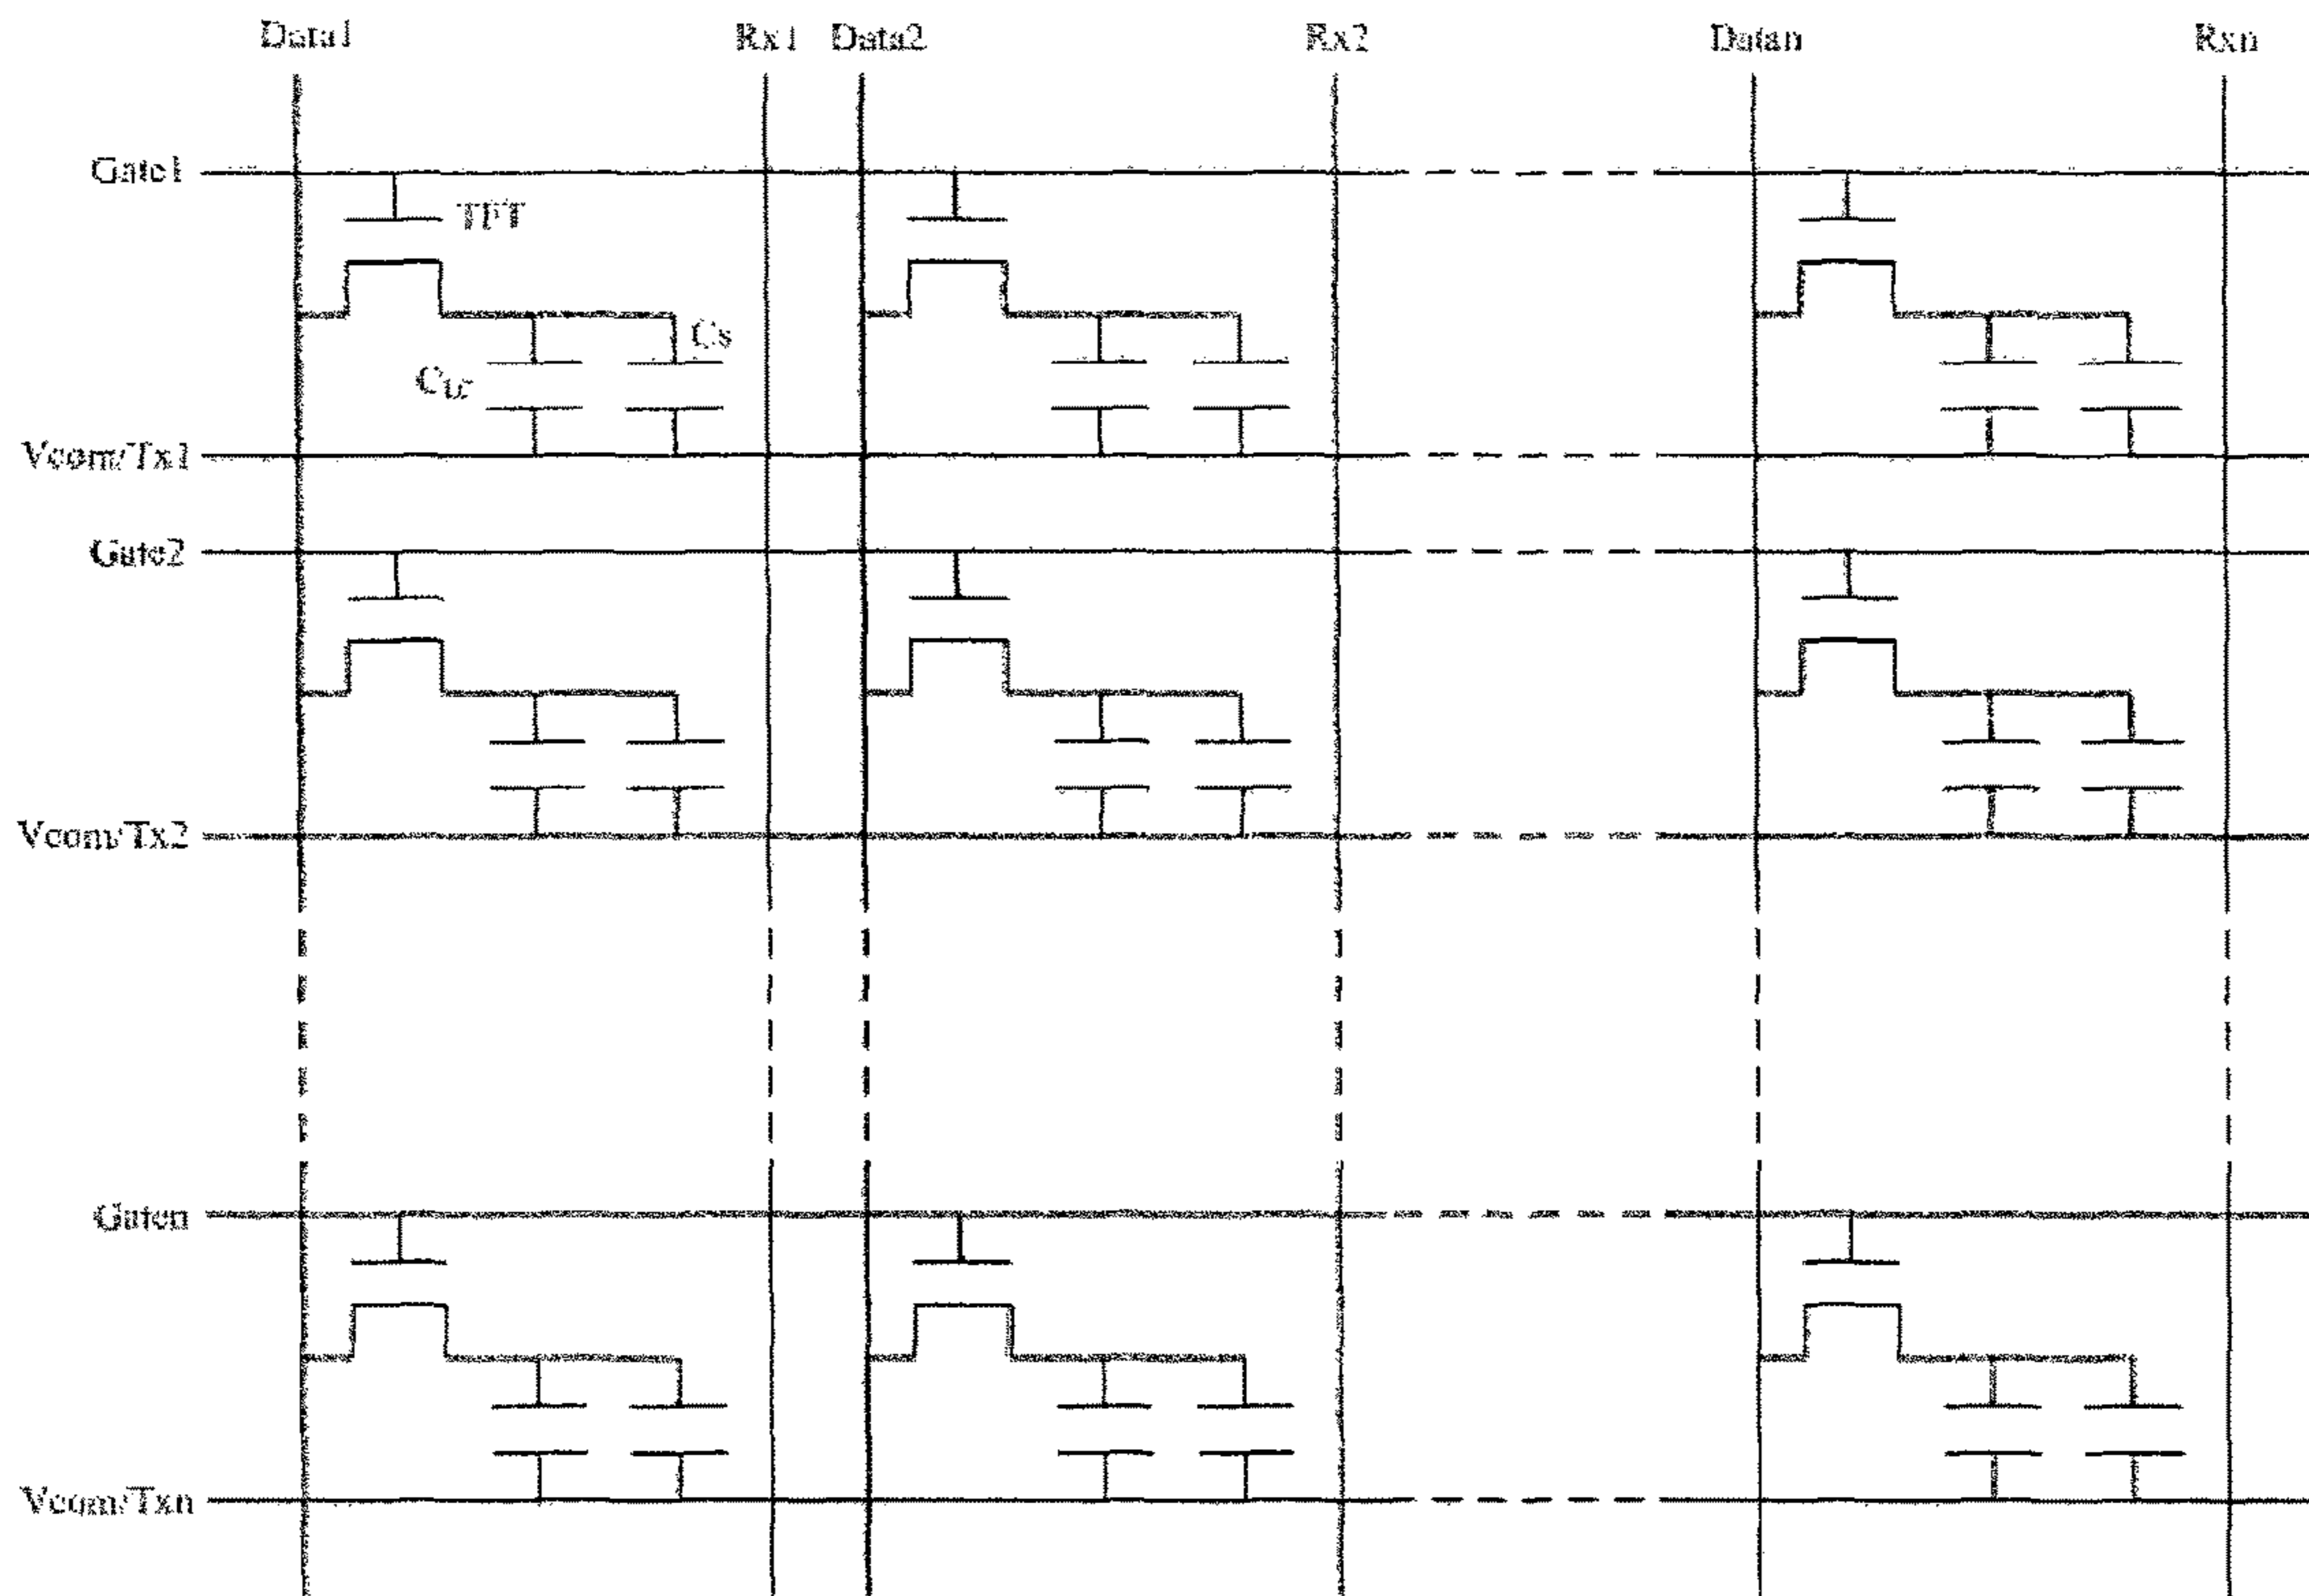 Data1 Rx1 Data2 Rx2 Datan Rxn
Gate1
TFT
Cs
CLC
Vcom/Tx1
Gate2
Vcom/Tx2
Gaten
Vcom/Txn